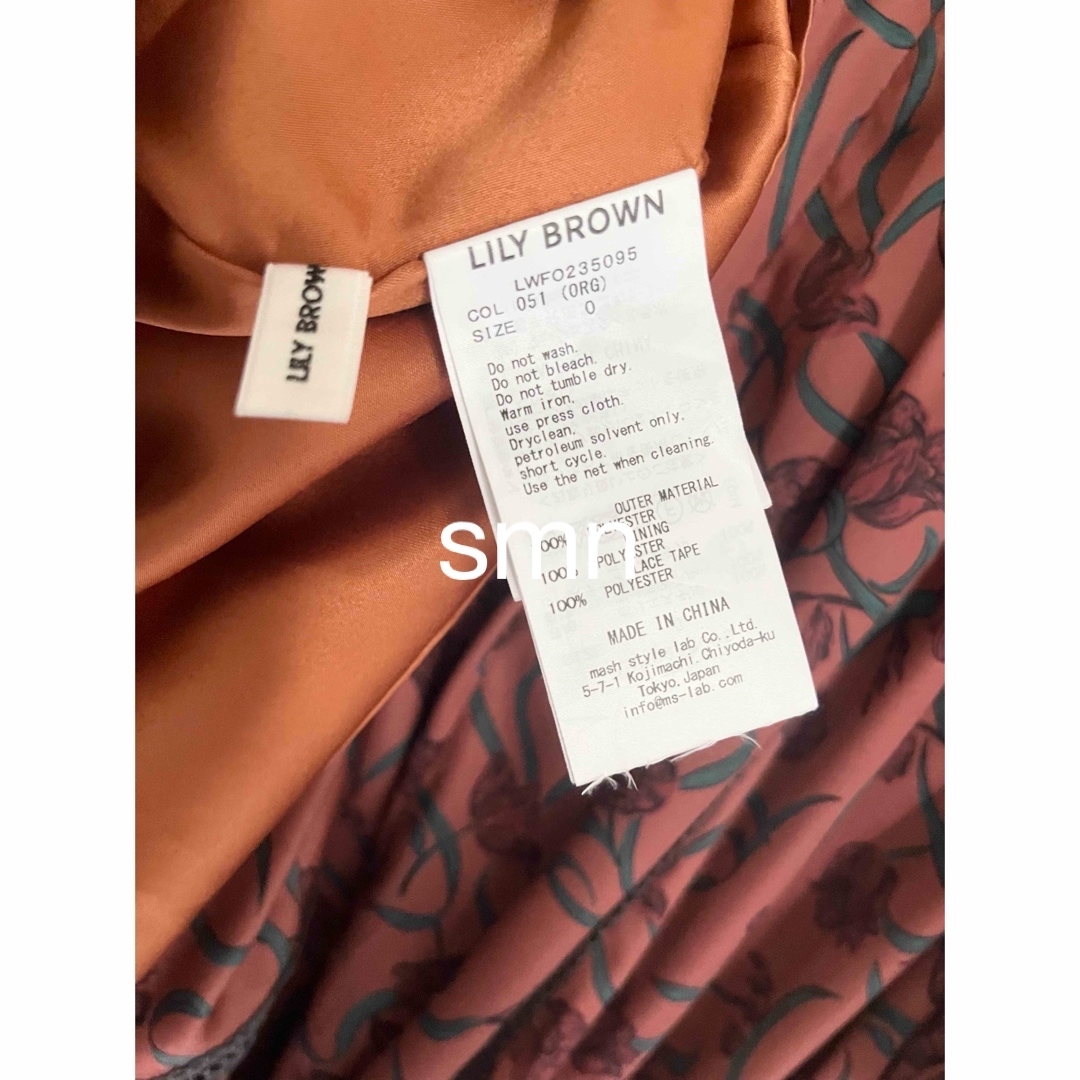 LILY BROWN
LWFO235095
COL 051 (ORG)
SIZE 0
Do not wash.
Do not bleach.
Do not tumble dry.
Warm iron.
use press cloth.
Dryclean.
petroleum solvent only.
short cycle.
Use the net when cleaning.
OUTER MATERIAL
00% POLYESTER
INING
100 POLYESTER
LACE TAPE
100% POLYESTER
MADE IN CHINA
mash style lab Co.,Ltd.
5-7-1 Kojimachi.Chiyoda-ku
Tokyo.Japan
info@ms-lab.com
LILY BROW
smn